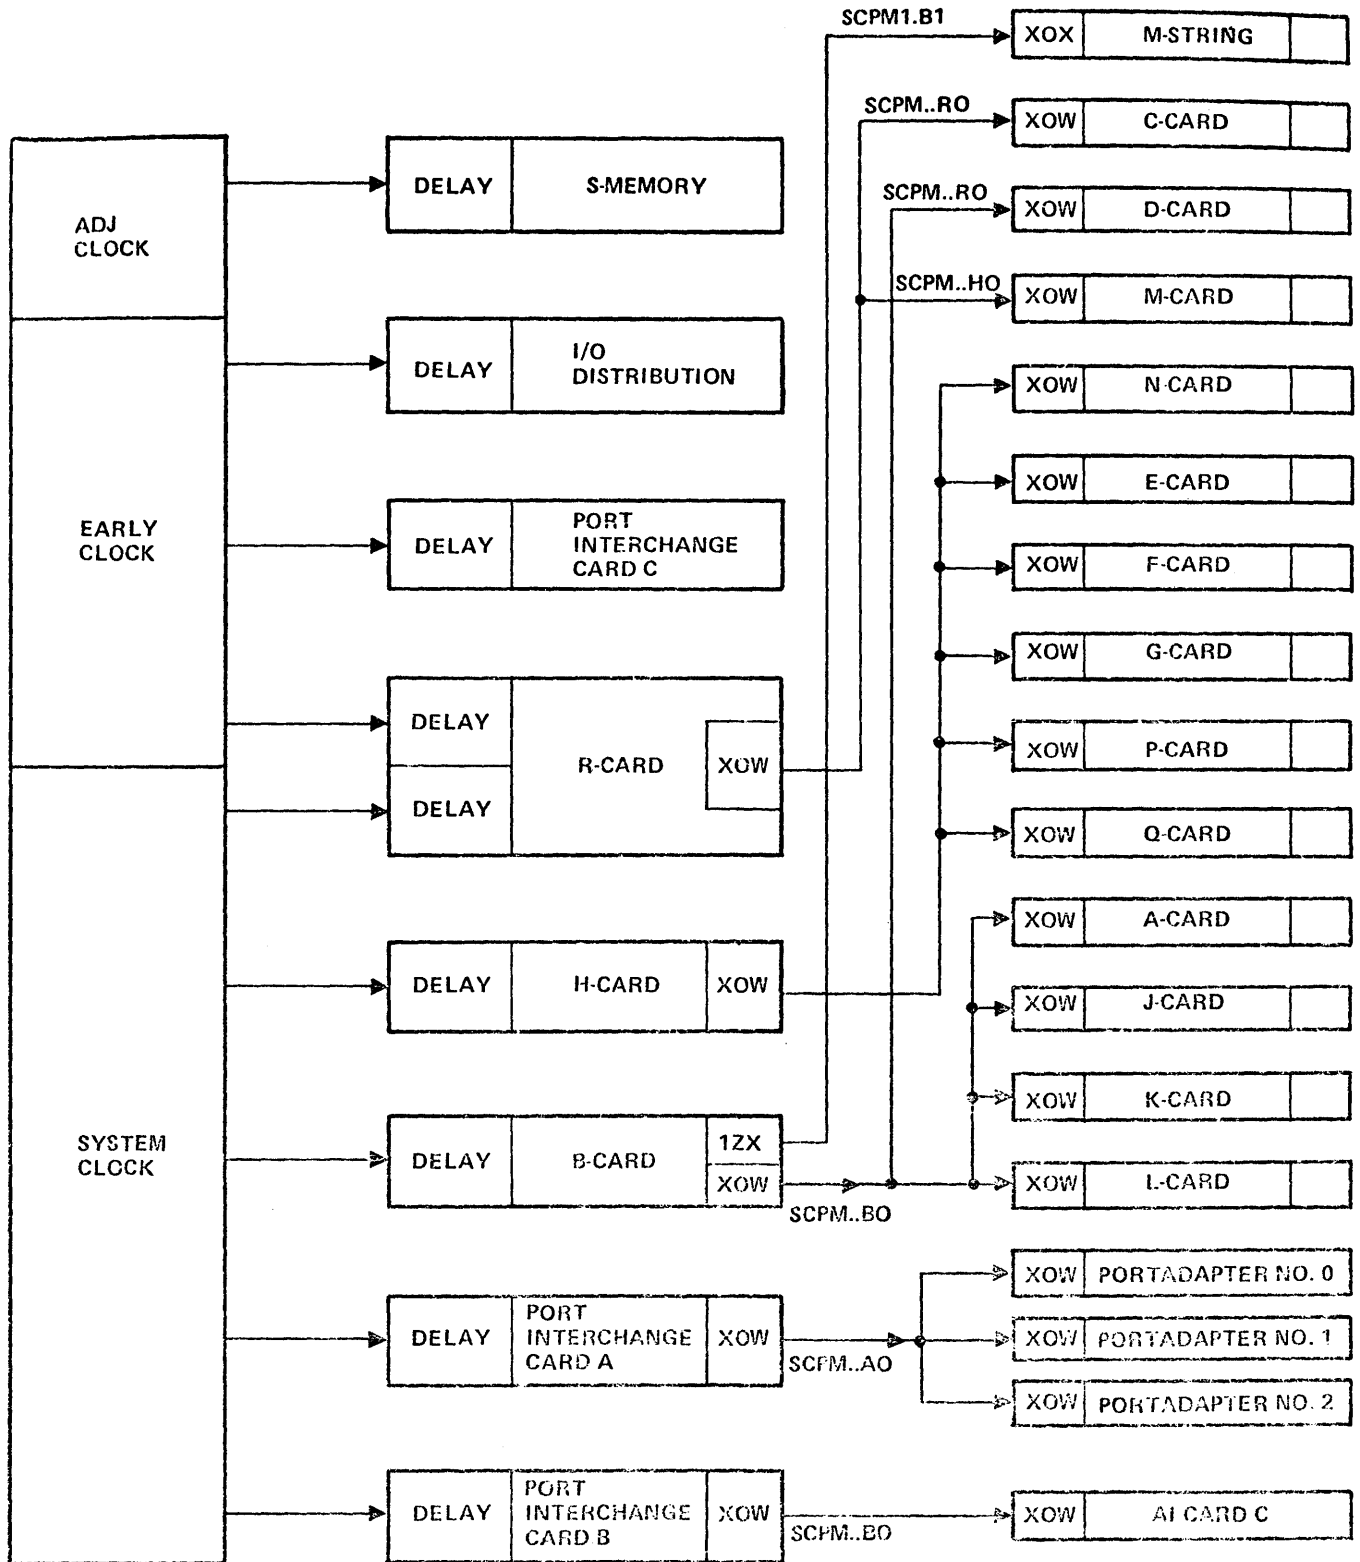 SCPM1.B1
XOX M-STRING
SCPM..RO
XOW C-CARD
SCPM..RO
XOW D-CARD
SCPM..HO
XOW M-CARD
XOW N-CARD
XOW E-CARD
XOW F-CARD
XOW G-CARD
XOW P-CARD
XOW Q-CARD
XOW A-CARD
XOW J-CARD
XOW K-CARD
XOW L-CARD
XOW PORTADAPTER NO. 0
XOW PORTADAPTER NO. 1
XOW PORTADAPTER NO. 2
XOW AI CARD C
ADJ
CLOCK
EARLY
CLOCK
SYSTEM
CLOCK
DELAY S-MEMORY
DELAY I/O
DISTRIBUTION
DELAY PORT
INTERCHANGE
CARD C
DELAY
DELAY
R-CARD XOW
DELAY H-CARD XOW
DELAY B-CARD 1ZX
XOW
SCPM..BO
DELAY PORT
INTERCHANGE
CARD A
XOW
SCPM..AO
DELAY PORT
INTERCHANGE
CARD B
XOW
SCPM..BO